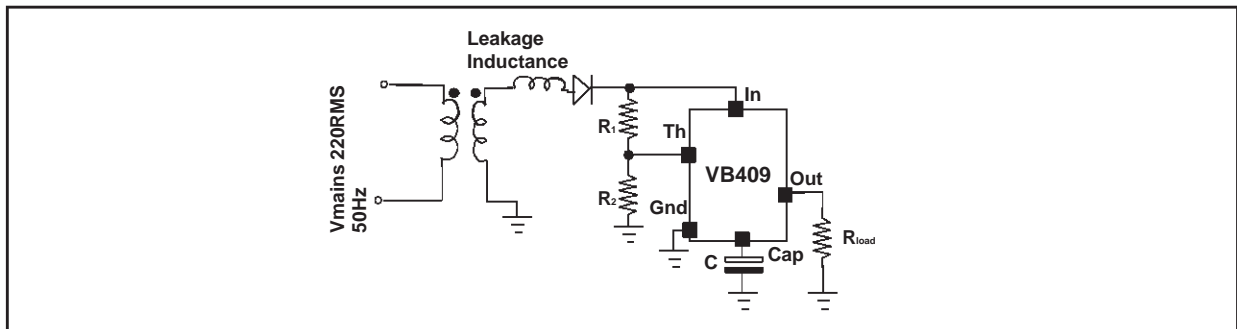 Leakage
Inductance
Vmains 220RMS
50Hz
In
R1
Th
VB409
Out
R2
Gnd
Rload
C
Cap